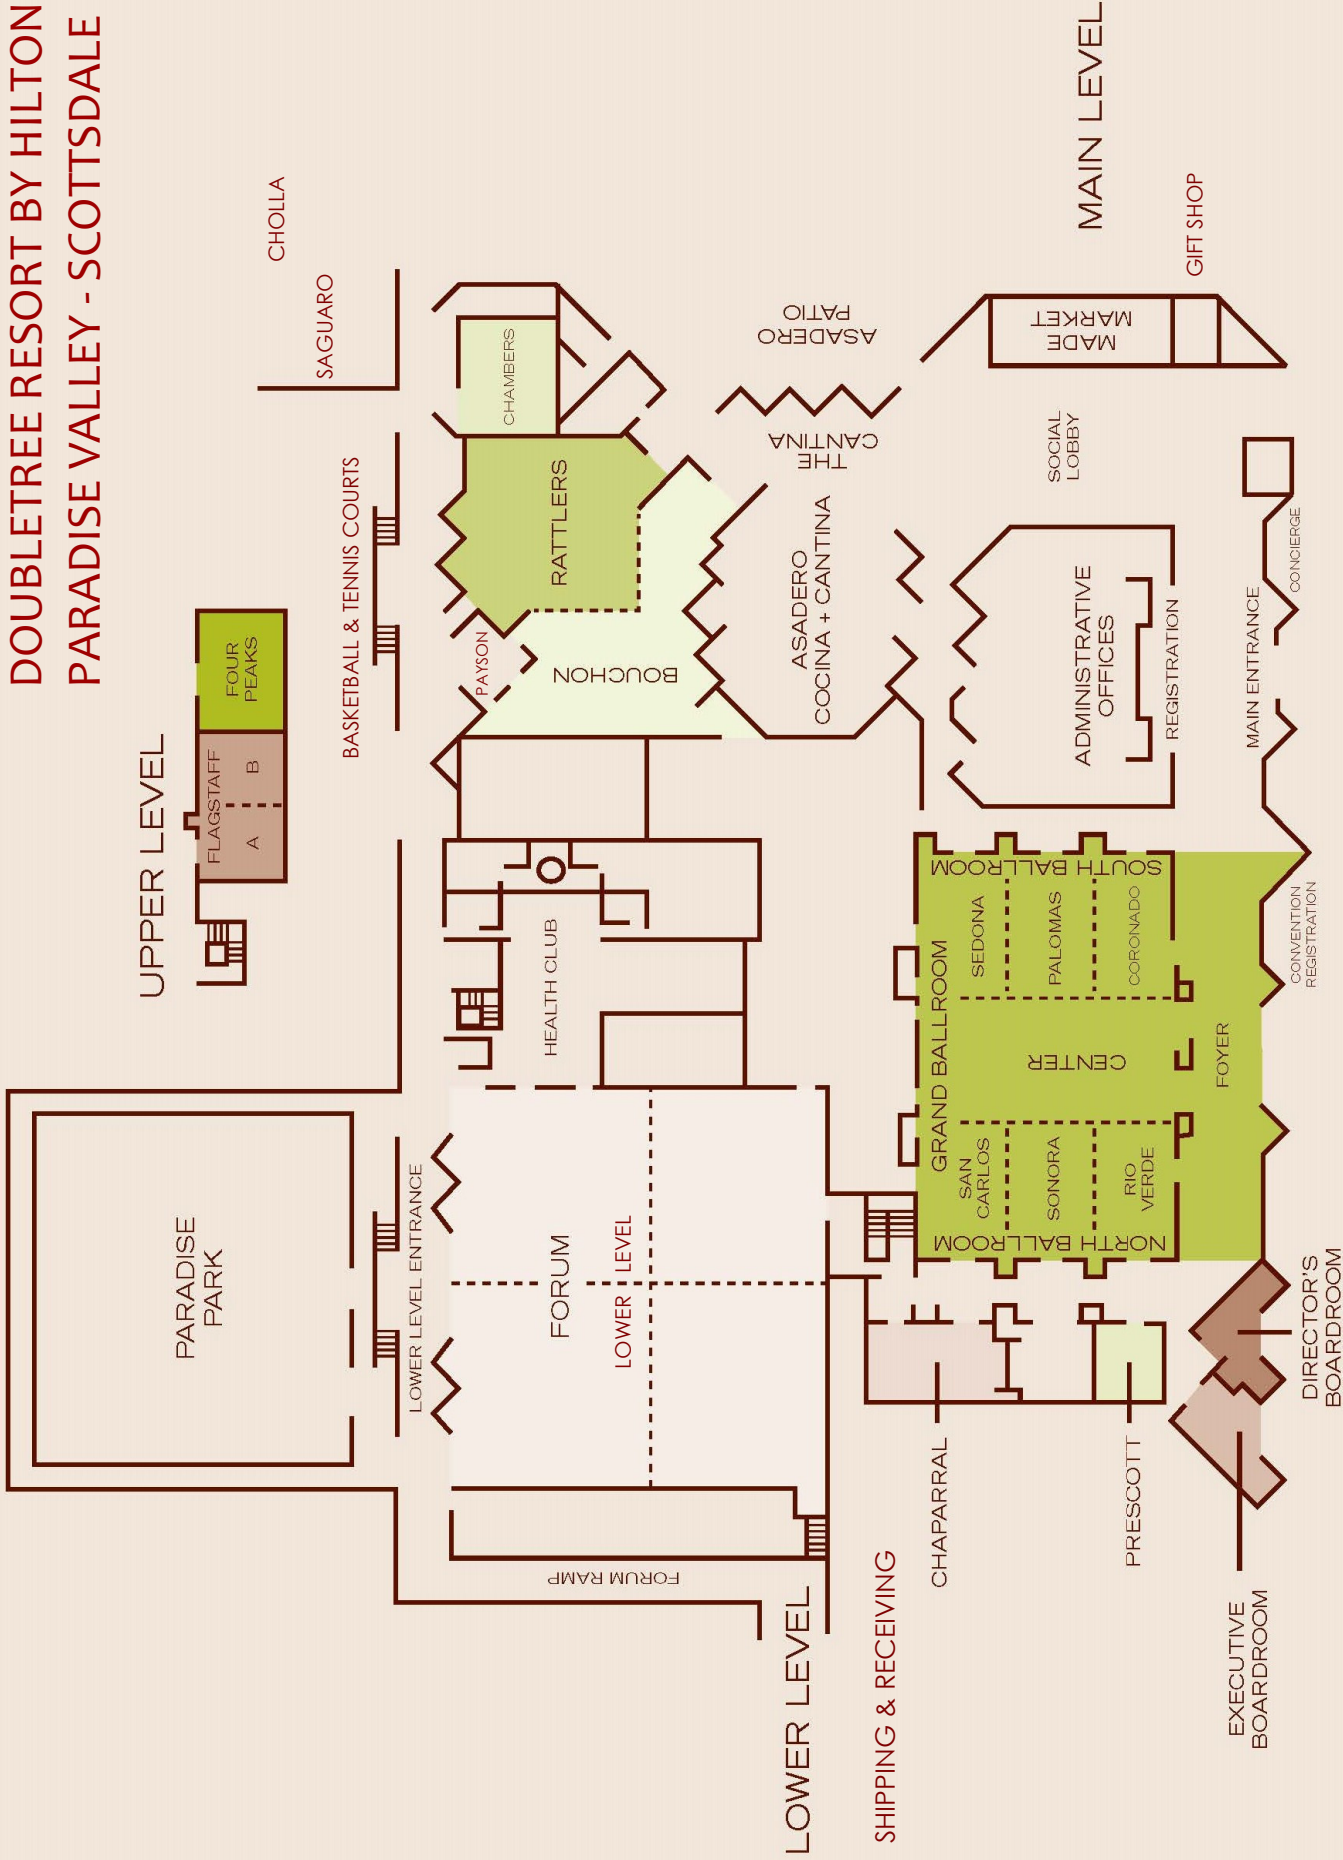 DOUBLETREE RESORT BY HILTON
PARADISE VALLEY - SCOTTSDALE
UPPER LEVEL
FLAGSTAFF
A
B
FOUR
PEAKS
CHOLLA
SAGUARO
BASKETBALL & TENNIS COURTS
PARADISE
PARK
LOWER LEVEL ENTRANCE
FORUM
LOWER LEVEL
FORUM RAMP
HEALTH CLUB
PAYSON
BOUCHON
RATTLERS
CHAMBERS
ASADERO
COCINA + CANTINA
THE
CANTINA
ASADERO
PATIO
LOWER LEVEL
SHIPPING & RECEIVING
MAIN LEVEL
GIFT SHOP
MADE
MARKET
SOCIAL
LOBBY
ADMINISTRATIVE
OFFICES
REGISTRATION
MAIN ENTRANCE
CONCIERGE
GRAND BALLROOM
SOUTH BALLROOM
SEDONA
PALOMAS
CORONADO
CENTER
SAN
CARLOS
SONORA
RIO
VERDE
NORTH BALLROOM
FOYER
CONVENTION
REGISTRATION
CHAPARRAL
PRESCOTT
DIRECTOR'S
BOARDROOM
EXECUTIVE
BOARDROOM